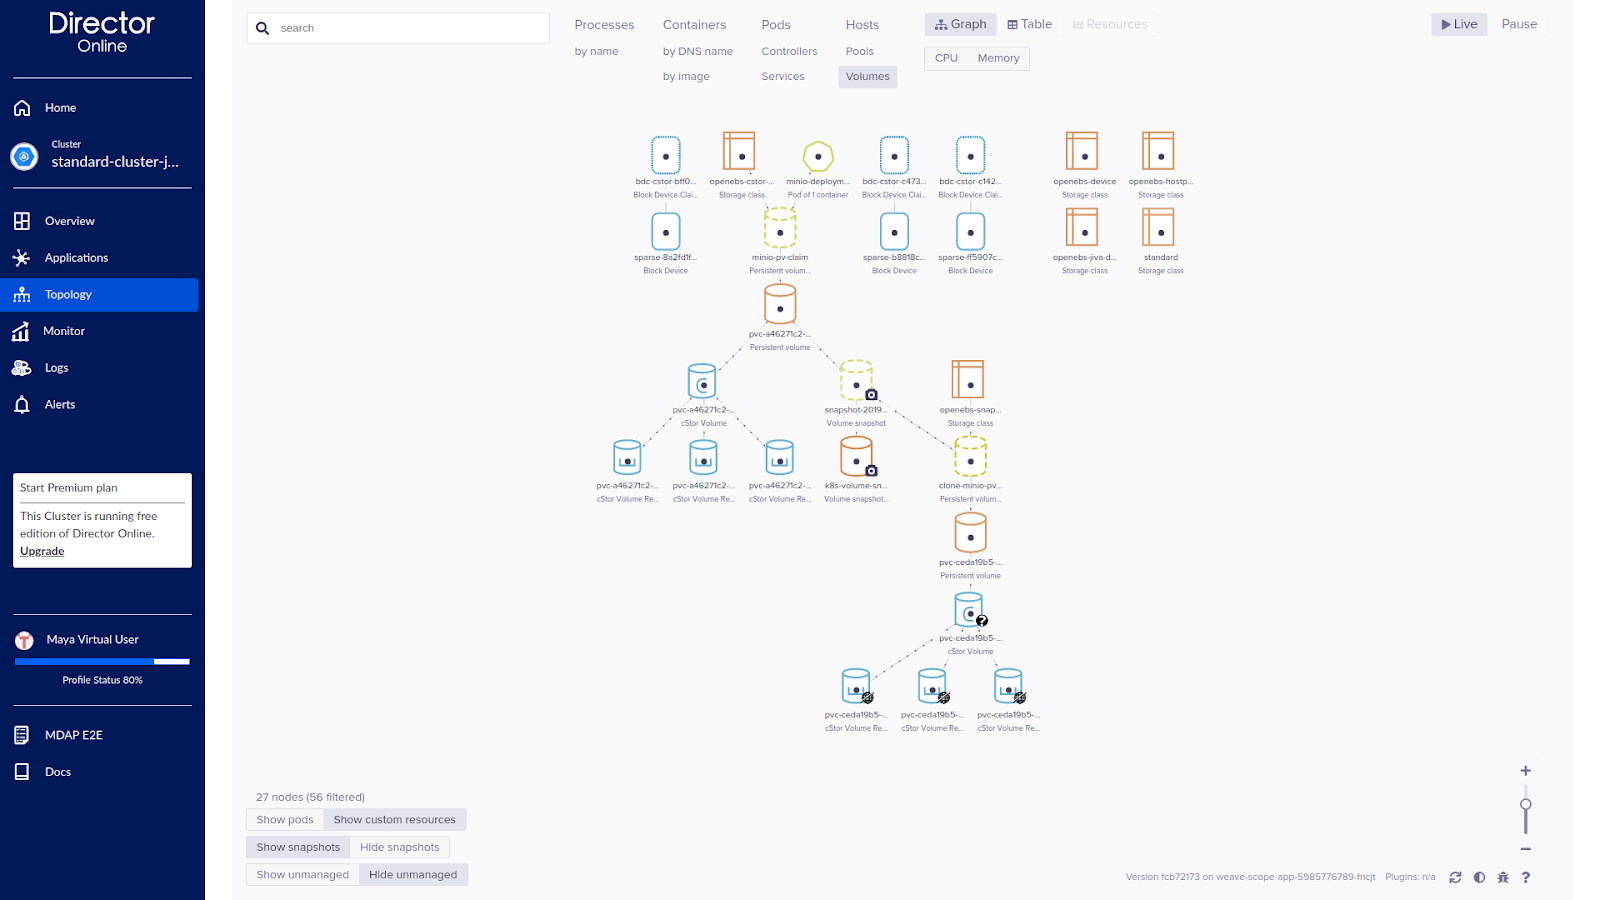 Director
Online
Home
Cluster
standard-cluster-j...
Overview
Applications
Topology
Monitor
Logs
Alerts
Start Premium plan
This Cluster is running free
edition of Director Online.
Upgrade
Maya Virtual User
Profile Status 80%
MDAP E2E
Docs
search
Processes
by name
Containers
by DNS name
by image
Pods
Controllers
Services
Hosts
Pools
Volumes
Graph
Table
Resources
CPU
Memory
Live
Pause
bdc-cstor-bff0...
Block Device Clai...
openebs-cstor-...
Storage class
minio-deploym...
Pod of 1 container
bdc-cstor-c473...
Block Device Clai...
bdc-cstor-c142...
Block Device Clai...
openebs-device
Storage class
openebs-hostp...
Storage class
sparse-8a2fd1f...
Block Device
minio-pv-claim
Persistent volum...
sparse-b8818c...
Block Device
sparse-ff5907c...
Block Device
openebs-jiva-d...
Storage class
standard
Storage class
pvc-a46271c2-...
Persistent volume
pvc-a46271c2-...
cStor Volume
snapshot-2019...
Volume snapshot
openebs-snap...
Storage class
pvc-a46271c2-...
cStor Volume Re...
pvc-a46271c2-...
cStor Volume Re...
pvc-a46271c2-...
cStor Volume Re...
k8s-volume-sn...
Volume snapshot...
clone-minio-pv...
Persistent volum...
pvc-ceda19b5-...
Persistent volume
pvc-ceda19b5-...
cStor Volume
pvc-ceda19b5-...
cStor Volume Re...
pvc-ceda19b5-...
cStor Volume Re...
pvc-ceda19b5-...
cStor Volume Re...
27 nodes (56 filtered)
Show pods
Show custom resources
Show snapshots
Hide snapshots
Show unmanaged
Hide unmanaged
Version fcb72173 on weave-scope-app-5985776789-fncjt
Plugins: n/a